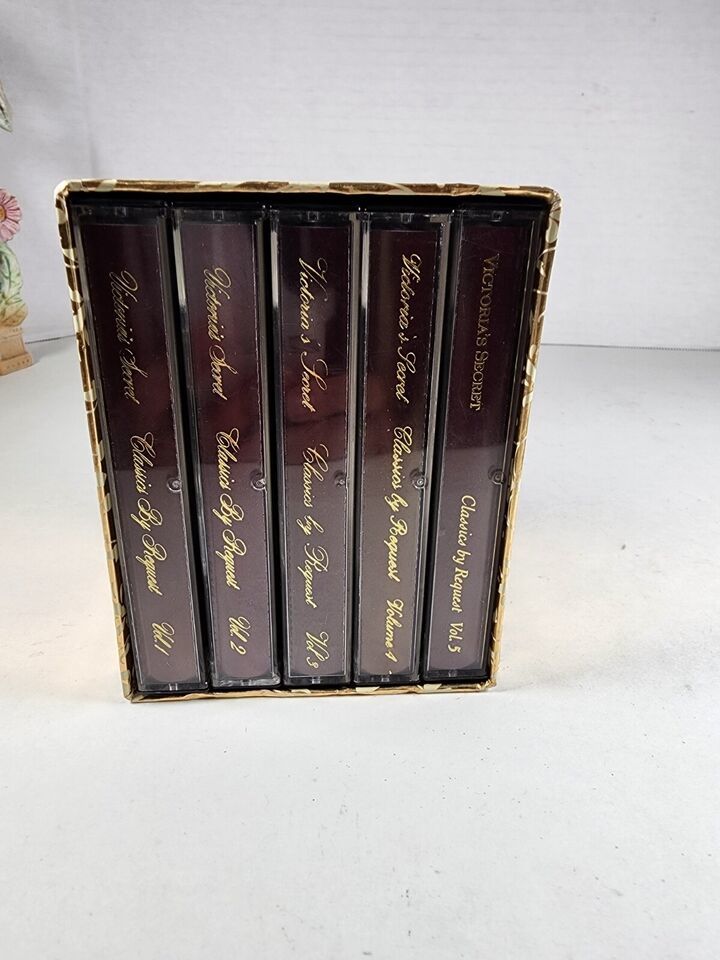 Victoria's Secret Classics By Request Vol. 1
Victoria's Secret Classics By Request Vol. 2
Victoria's Secret Classics by Request Vol 3
Victoria's Secret Classics by Request Volume 4
VICTORIA'S SECRET Classics by Request Vol. 5